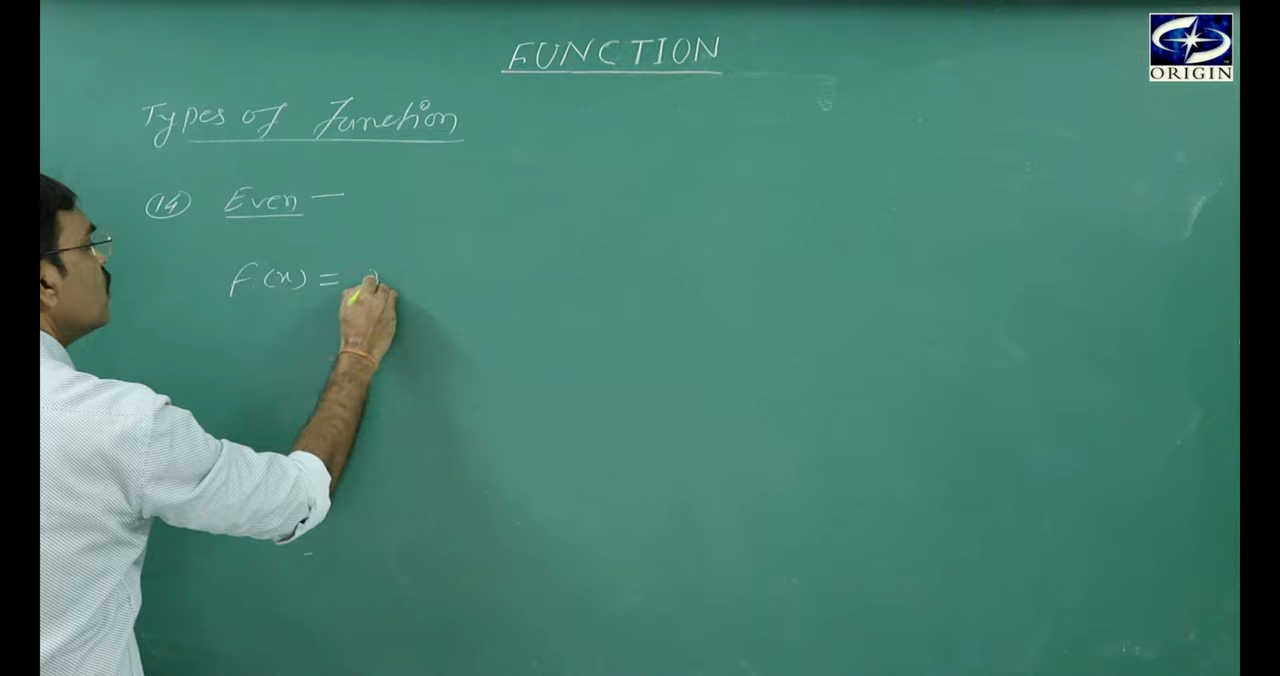 FUNCTION
ORIGIN
Types of Function
(14) Even —
f(x) =